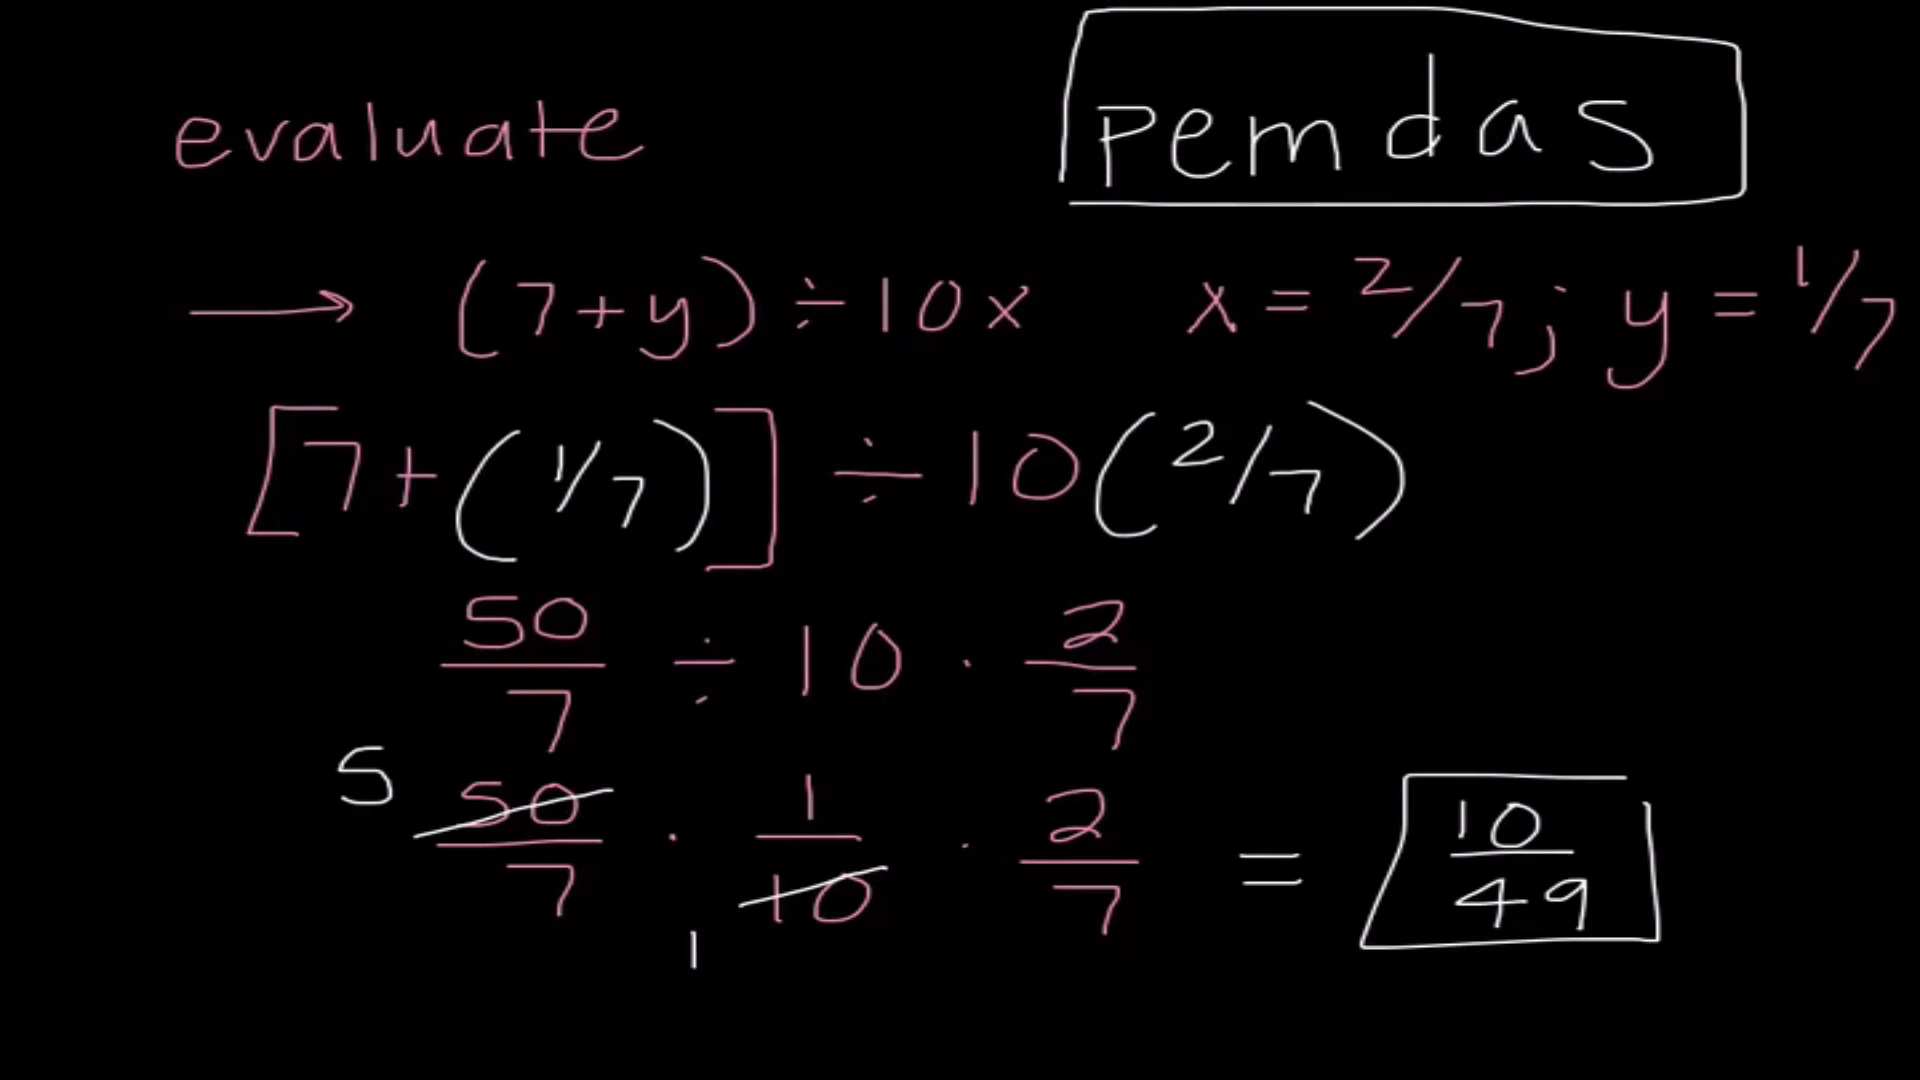 evaluate
pemdas
→ (7+y) ÷ 10x x = 2/7; y = 1/7
[7+(1/7)] ÷ 10(2/7)
50/7 ÷ 10 · 2/7
5
50/7 · 1/10 · 2/7 = 10/49
1